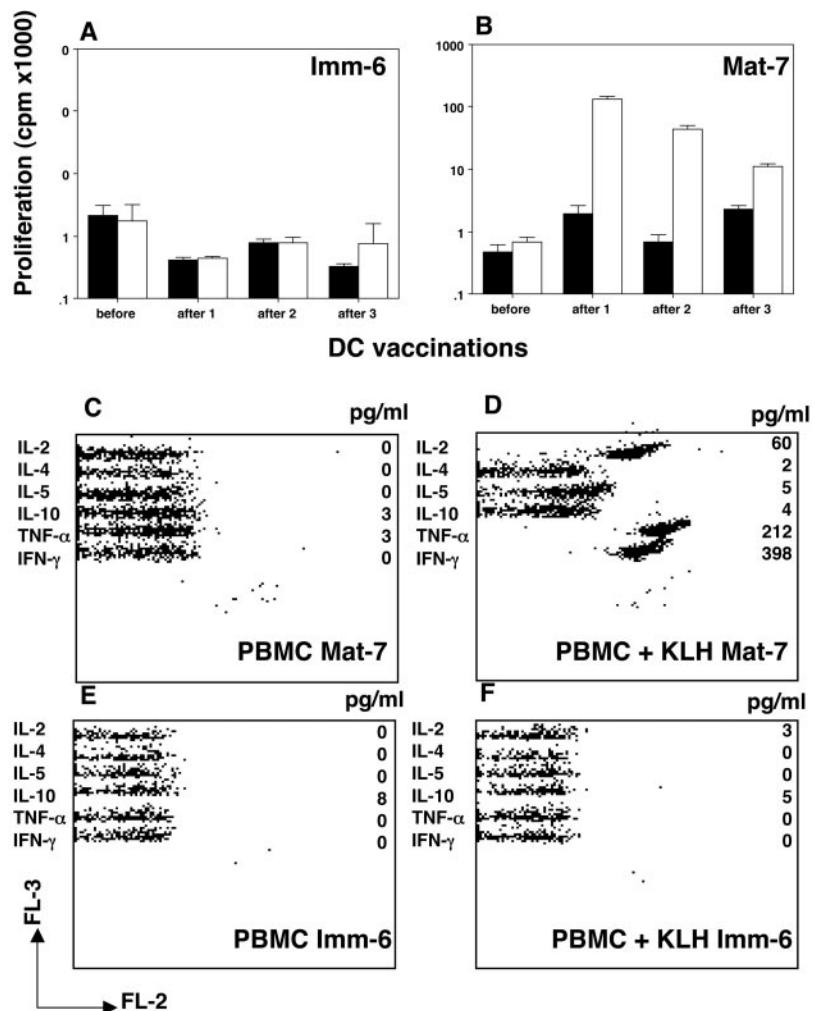 A
Imm-6
Proliferation (cpm x1000)
0
0
0
1
.1
before
after 1
after 2
after 3
B
Mat-7
1000
100
10
1
.1
before
after 1
after 2
after 3
DC vaccinations
C
pg/ml
IL-2 0
IL-4 0
IL-5 0
IL-10 3
TNF-α 3
IFN-γ 0
PBMC Mat-7
D
pg/ml
IL-2 60
IL-4 2
IL-5 5
IL-10 4
TNF-α 212
IFN-γ 398
PBMC + KLH Mat-7
E
pg/ml
IL-2 0
IL-4 0
IL-5 0
IL-10 8
TNF-α 0
IFN-γ 0
PBMC Imm-6
F
pg/ml
IL-2 3
IL-4 0
IL-5 0
IL-10 5
TNF-α 0
IFN-γ 0
PBMC + KLH Imm-6
FL-3
FL-2